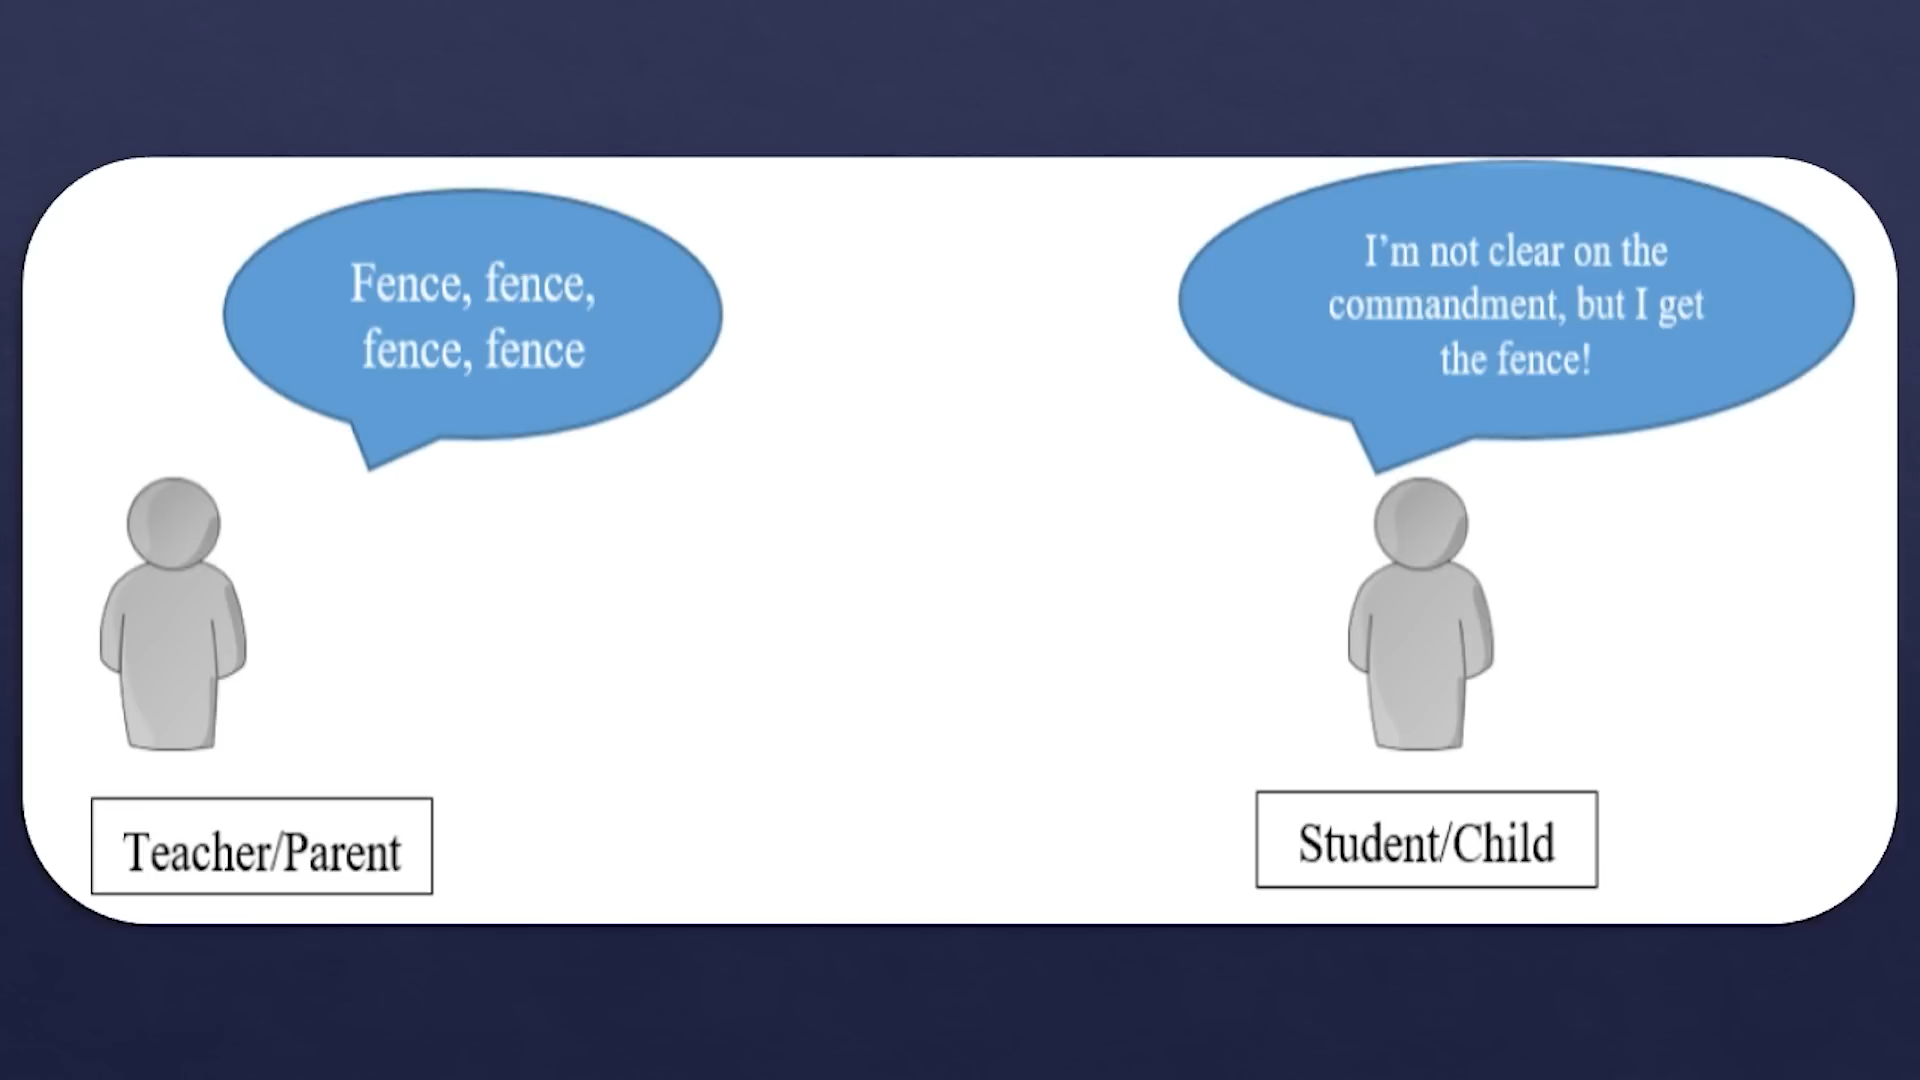 Fence, fence,
fence, fence
I'm not clear on the
commandment, but I get
the fence!
Teacher/Parent
Student/Child